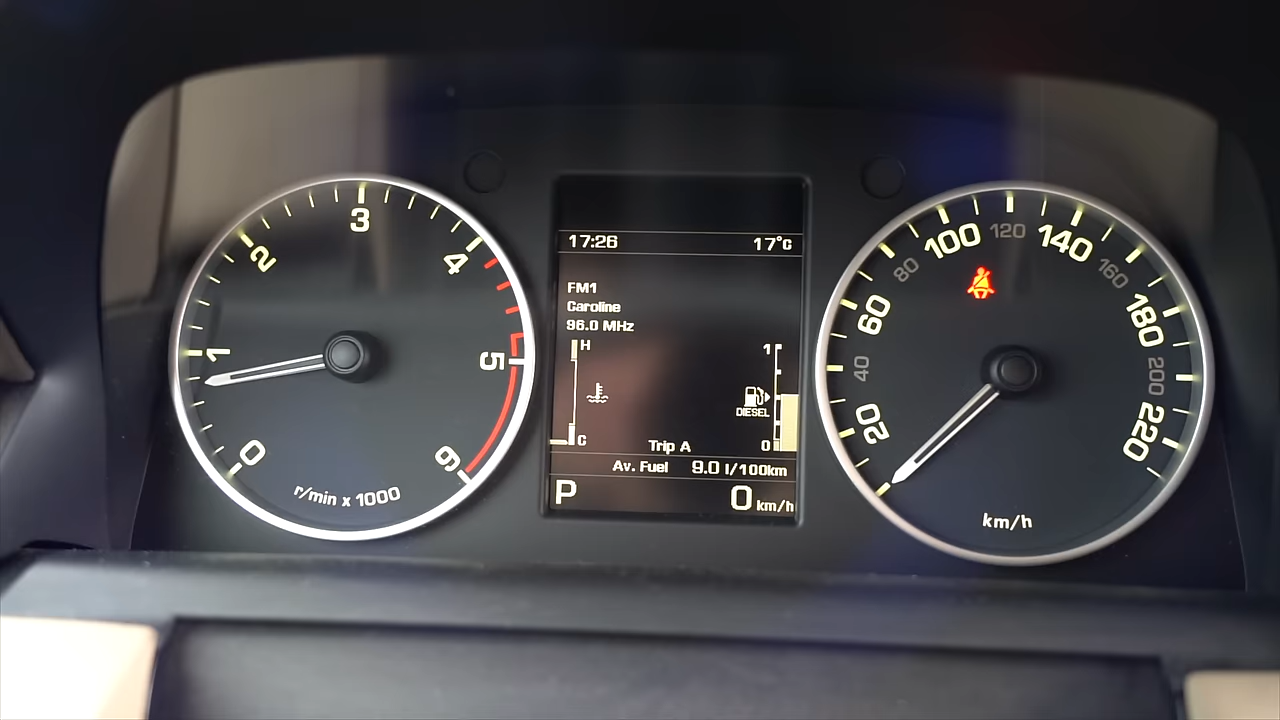 0
1
2
3
4
5
6
r/min x 1000
17:26
17°C
FM1
Caroline
96.0 MHz
H
C
1
DIESEL
0
Trip A
Av. Fuel 9.0 l/100km
P
0 km/h
20
40
60
80
100
120
140
160
180
200
220
km/h